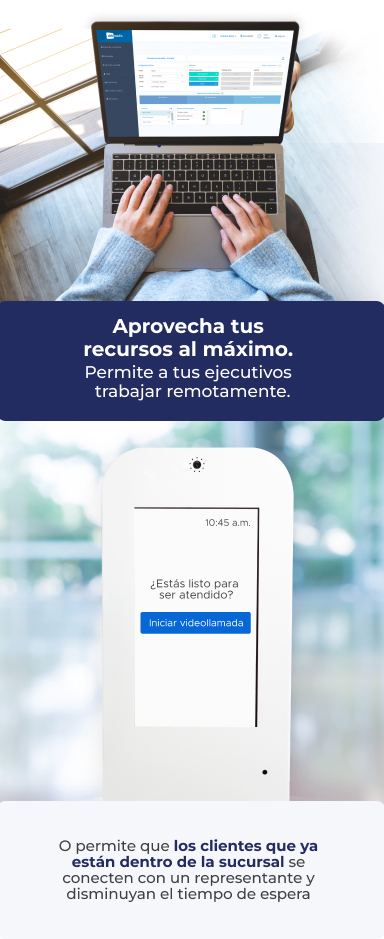 Aprovecha tus
recursos al máximo.
Permite a tus ejecutivos
trabajar remotamente.
10:45 a.m.
¿Estás listo para
ser atendido?
Iniciar videollamada
O permite que los clientes que ya
están dentro de la sucursal se
conecten con un representante y
disminuyan el tiempo de espera